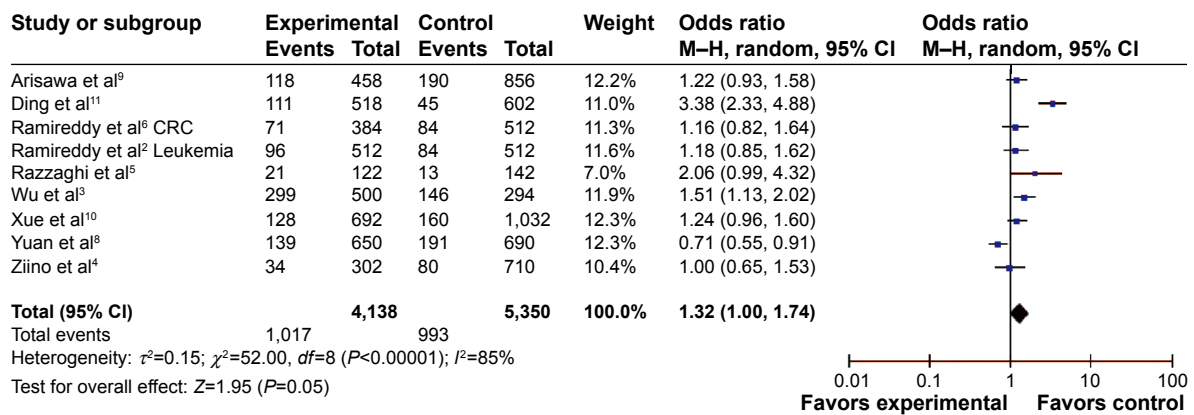 Study or subgroup Experimental Control Weight Odds ratio Odds ratio
Events Total Events Total M–H, random, 95% CI M–H, random, 95% CI
Arisawa et al⁹ 118 458 190 856 12.2% 1.22 (0.93, 1.58)
Ding et al¹¹ 111 518 45 602 11.0% 3.38 (2.33, 4.88)
Ramireddy et al⁶ CRC 71 384 84 512 11.3% 1.16 (0.82, 1.64)
Ramireddy et al² Leukemia 96 512 84 512 11.6% 1.18 (0.85, 1.62)
Razzaghi et al⁵ 21 122 13 142 7.0% 2.06 (0.99, 4.32)
Wu et al³ 299 500 146 294 11.9% 1.51 (1.13, 2.02)
Xue et al¹⁰ 128 692 160 1,032 12.3% 1.24 (0.96, 1.60)
Yuan et al⁸ 139 650 191 690 12.3% 0.71 (0.55, 0.91)
Ziino et al⁴ 34 302 80 710 10.4% 1.00 (0.65, 1.53)
Total (95% CI) 4,138 5,350 100.0% 1.32 (1.00, 1.74)
Total events 1,017 993
Heterogeneity: τ²=0.15; χ²=52.00, df=8 (P<0.00001); I²=85%
Test for overall effect: Z=1.95 (P=0.05)
0.01 0.1 1 10 100
Favors experimental Favors control